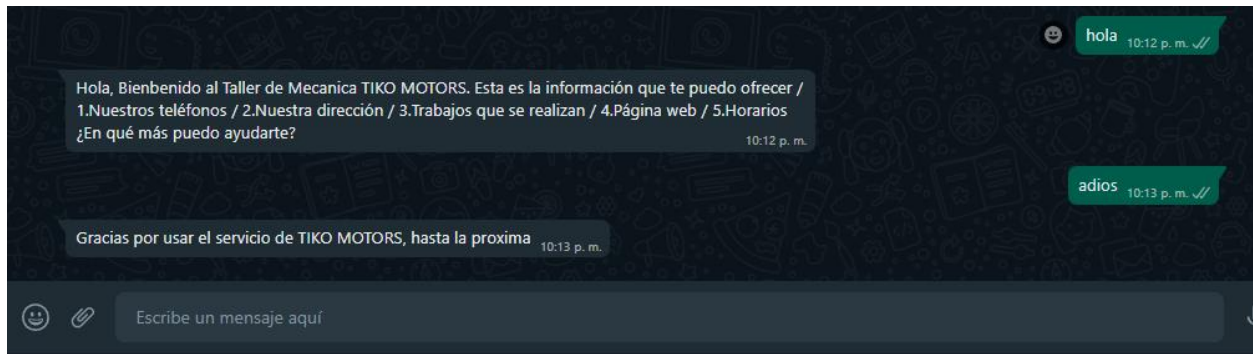 hola 10:12 p. m.
Hola, Bienbenido al Taller de Mecanica TIKO MOTORS. Esta es la información que te puedo ofrecer /
1.Nuestros teléfonos / 2.Nuestra dirección / 3.Trabajos que se realizan / 4.Página web / 5.Horarios
¿En qué más puedo ayudarte?
10:12 p. m.
adios 10:13 p. m.
Gracias por usar el servicio de TIKO MOTORS, hasta la proxima 10:13 p. m.
Escribe un mensaje aquí